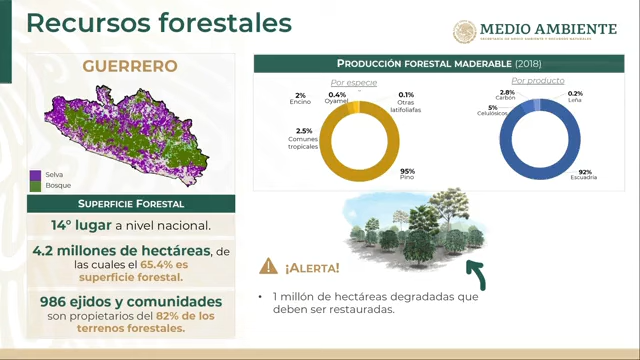 Recursos forestales
MEDIO AMBIENTE
SECRETARÍA DE MEDIO AMBIENTE Y RECURSOS NATURALES
GUERRERO
Selva
Bosque
SUPERFICIE FORESTAL
14° lugar a nivel nacional.
4.2 millones de hectáreas, de
las cuales el 65.4% es
superficie forestal.
986 ejidos y comunidades
son propietarios del 82% de los
terrenos forestales.
PRODUCCIÓN FORESTAL MADERABLE (2018)
Por especie
2%
Encino
0.4%
Oyamel
0.1%
Otras
latifoliafas
2.5%
Comunes
tropicales
95%
Pino
Por producto
2.8%
Carbón
0.2%
Leña
5%
Celulósicos
92%
Escuadría
¡ALERTA!
• 1 millón de hectáreas degradadas que
deben ser restauradas.